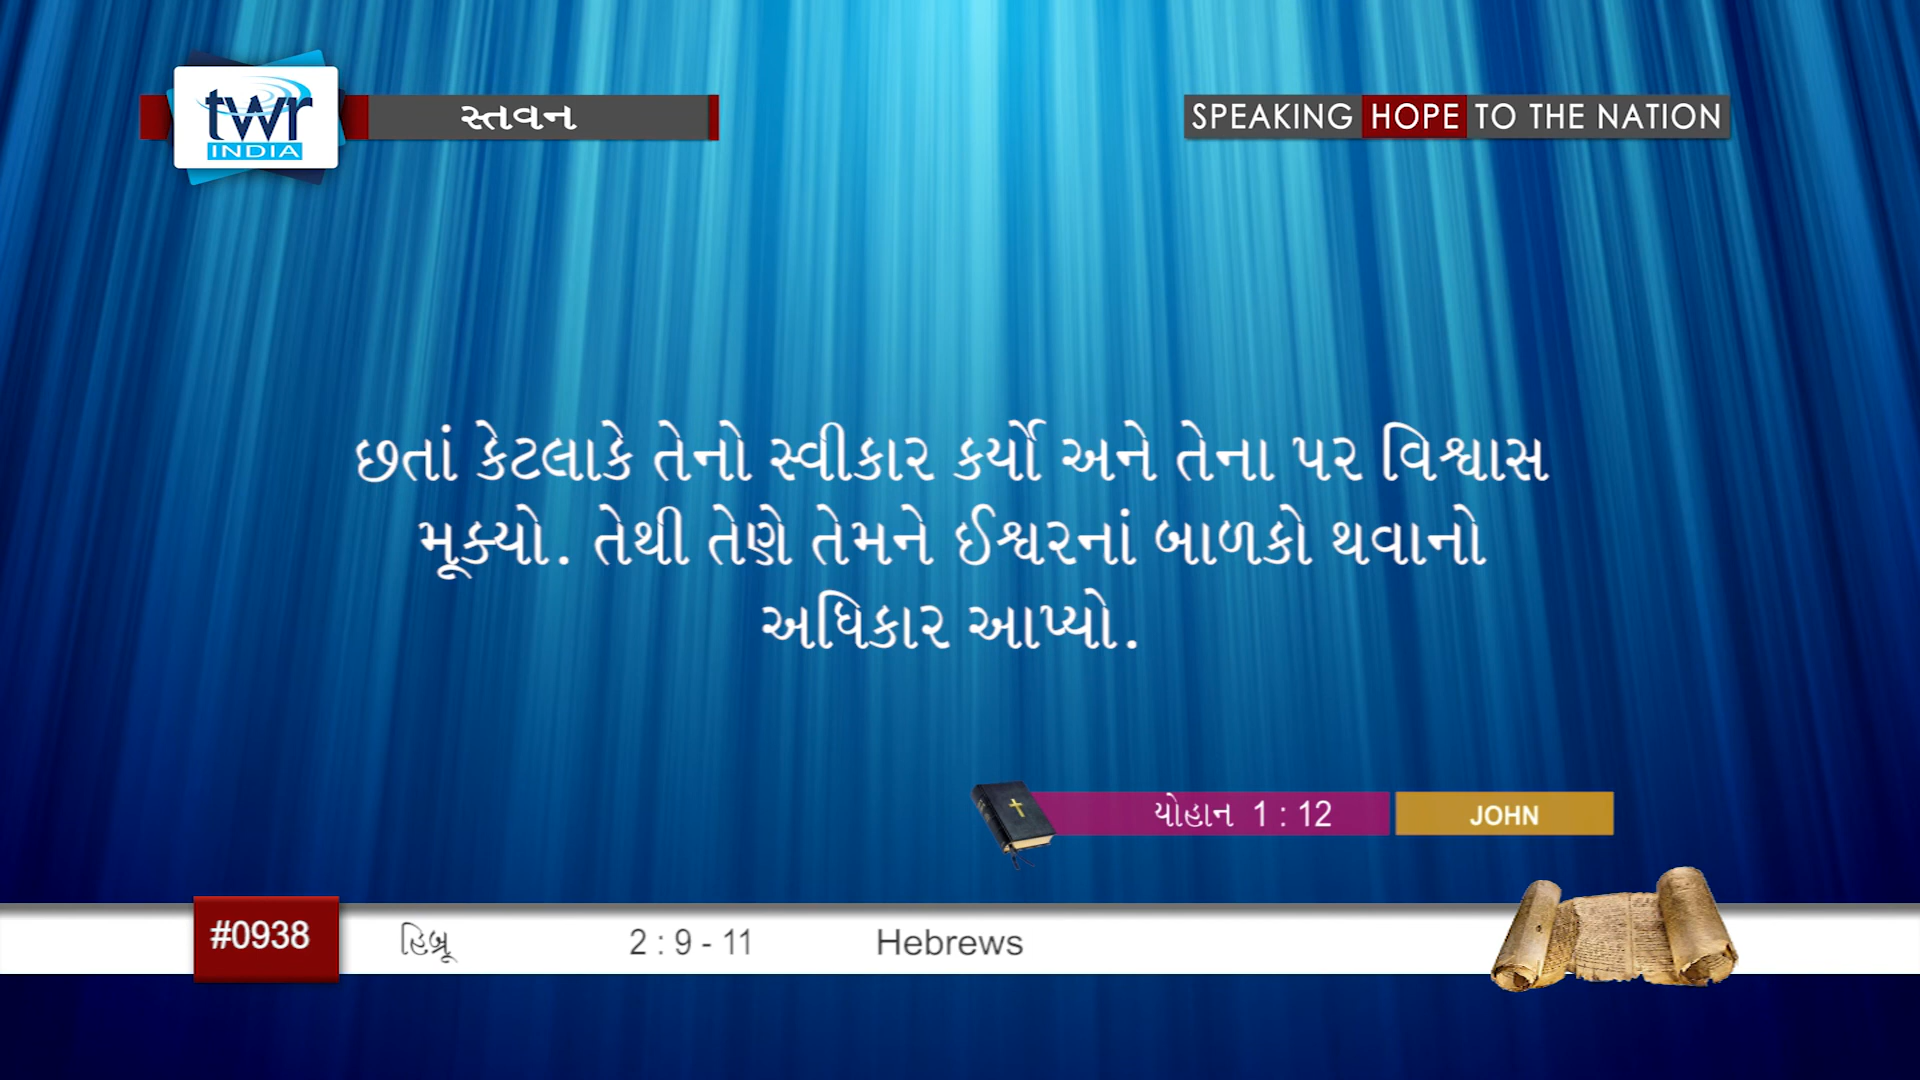 twr
INDIA
સ્તવન
SPEAKING HOPE TO THE NATION
છતાં કેટલાકે તેનો સ્વીકાર કર્યો અને તેના પર વિશ્વાસ
મૂક્યો. તેથી તેણે તેમને ઈશ્વરનાં બાળકો થવાનો
અધિકાર આપ્યો.
યોહાન 1 : 12
JOHN
#0938
હિબ્રૂ 2 : 9 - 11 Hebrews